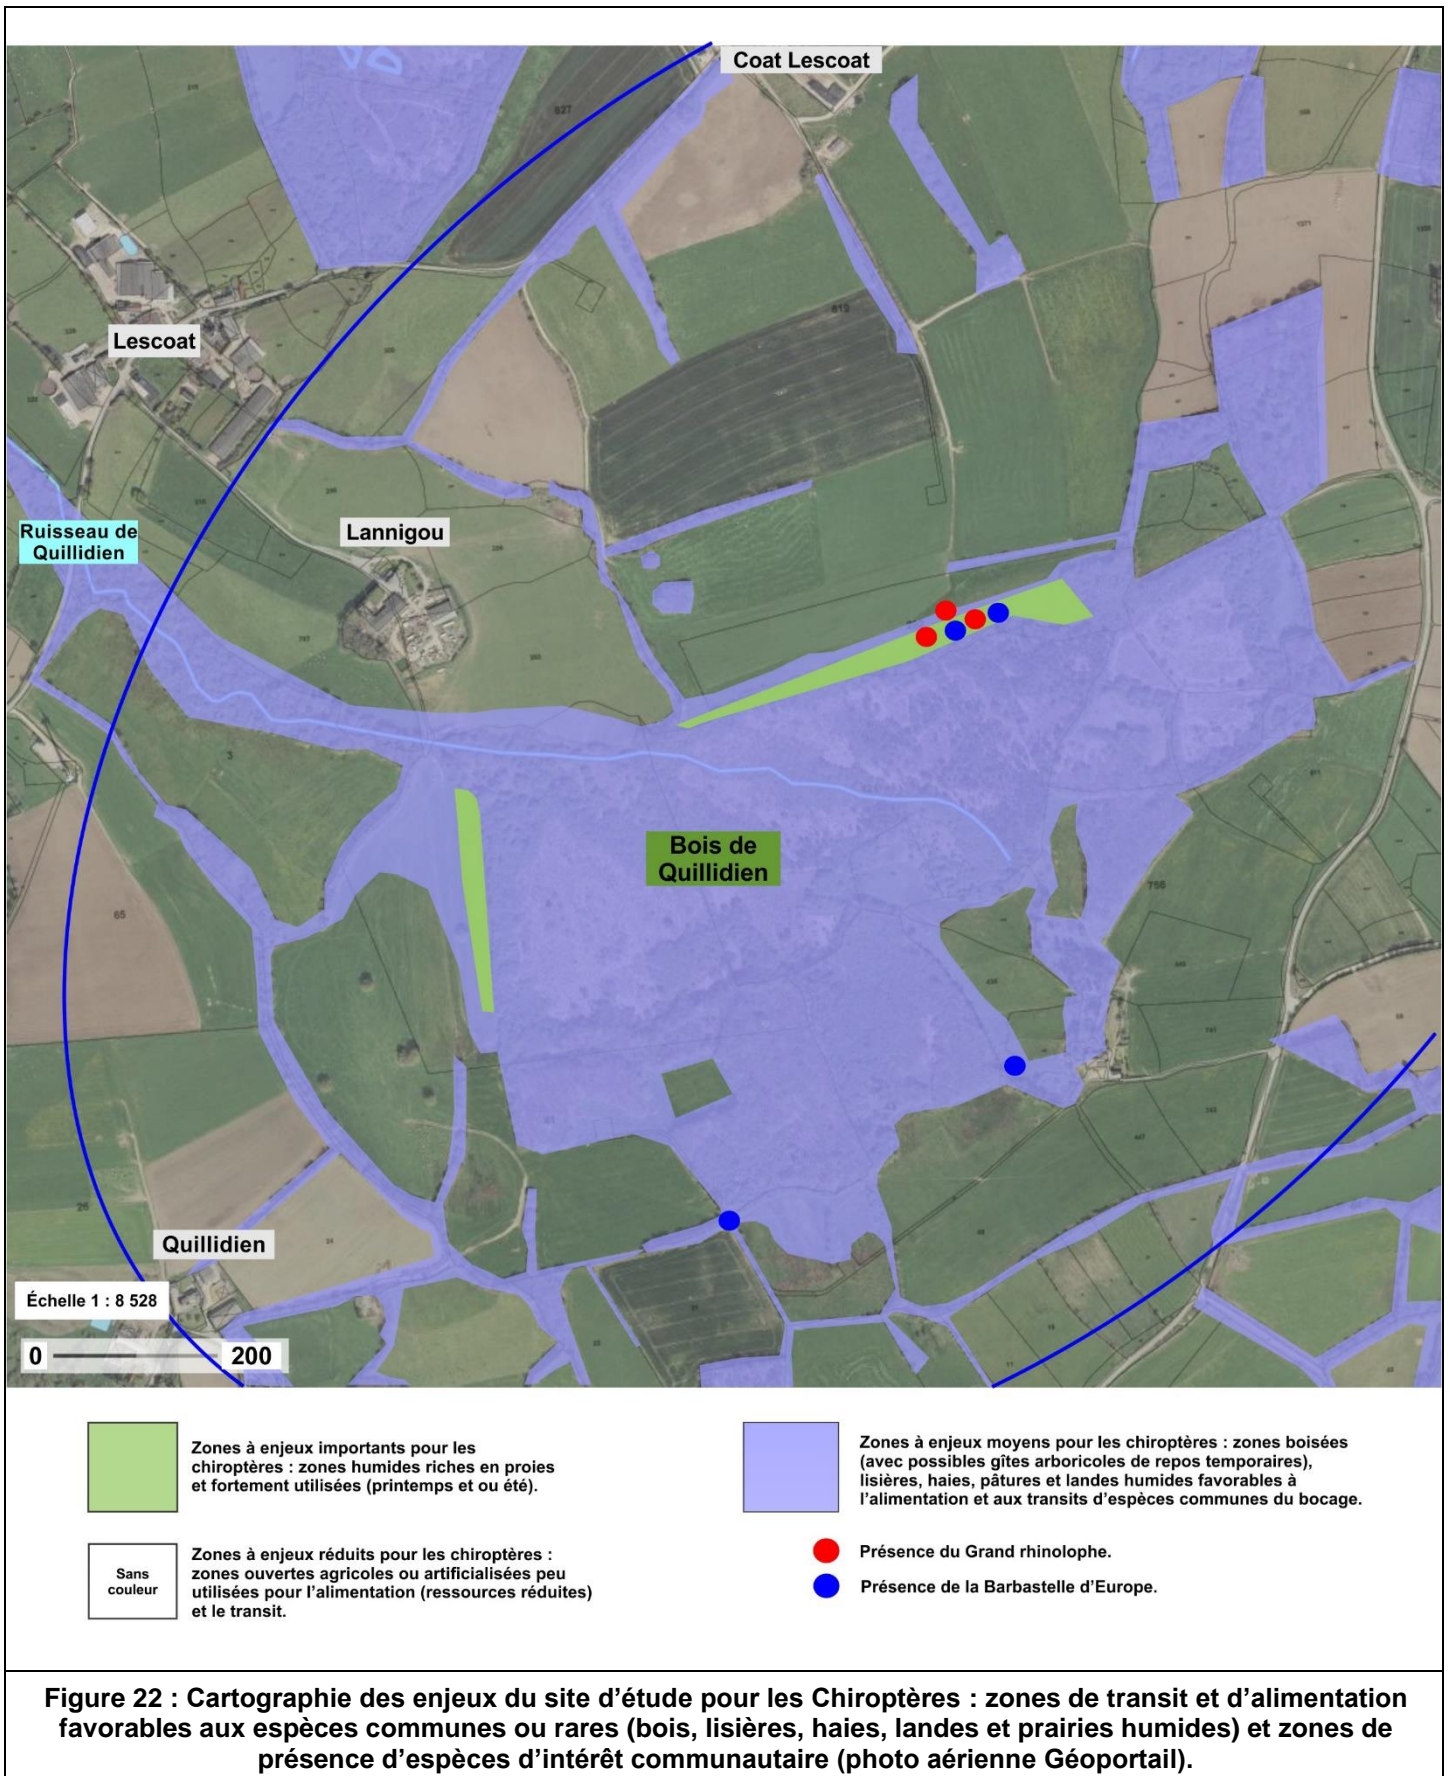 Coat Lescoat
627
619
Lescoat
Ruisseau de
Quillidien
Lannigou
3
Bois de
Quillidien
756
65
26
Quillidien
Échelle 1 : 8 528
0 200
Zones à enjeux importants pour les
chiroptères : zones humides riches en proies
et fortement utilisées (printemps et ou été).
Zones à enjeux moyens pour les chiroptères : zones boisées
(avec possibles gîtes arboricoles de repos temporaires),
lisières, haies, pâtures et landes humides favorables à
l’alimentation et aux transits d’espèces communes du bocage.
Sans
couleur
Zones à enjeux réduits pour les chiroptères :
zones ouvertes agricoles ou artificialisées peu
utilisées pour l’alimentation (ressources réduites)
et le transit.
Présence du Grand rhinolophe.
Présence de la Barbastelle d’Europe.
Figure 22 : Cartographie des enjeux du site d’étude pour les Chiroptères : zones de transit et d’alimentation
favorables aux espèces communes ou rares (bois, lisières, haies, landes et prairies humides) et zones de
présence d’espèces d’intérêt communautaire (photo aérienne Géoportail).